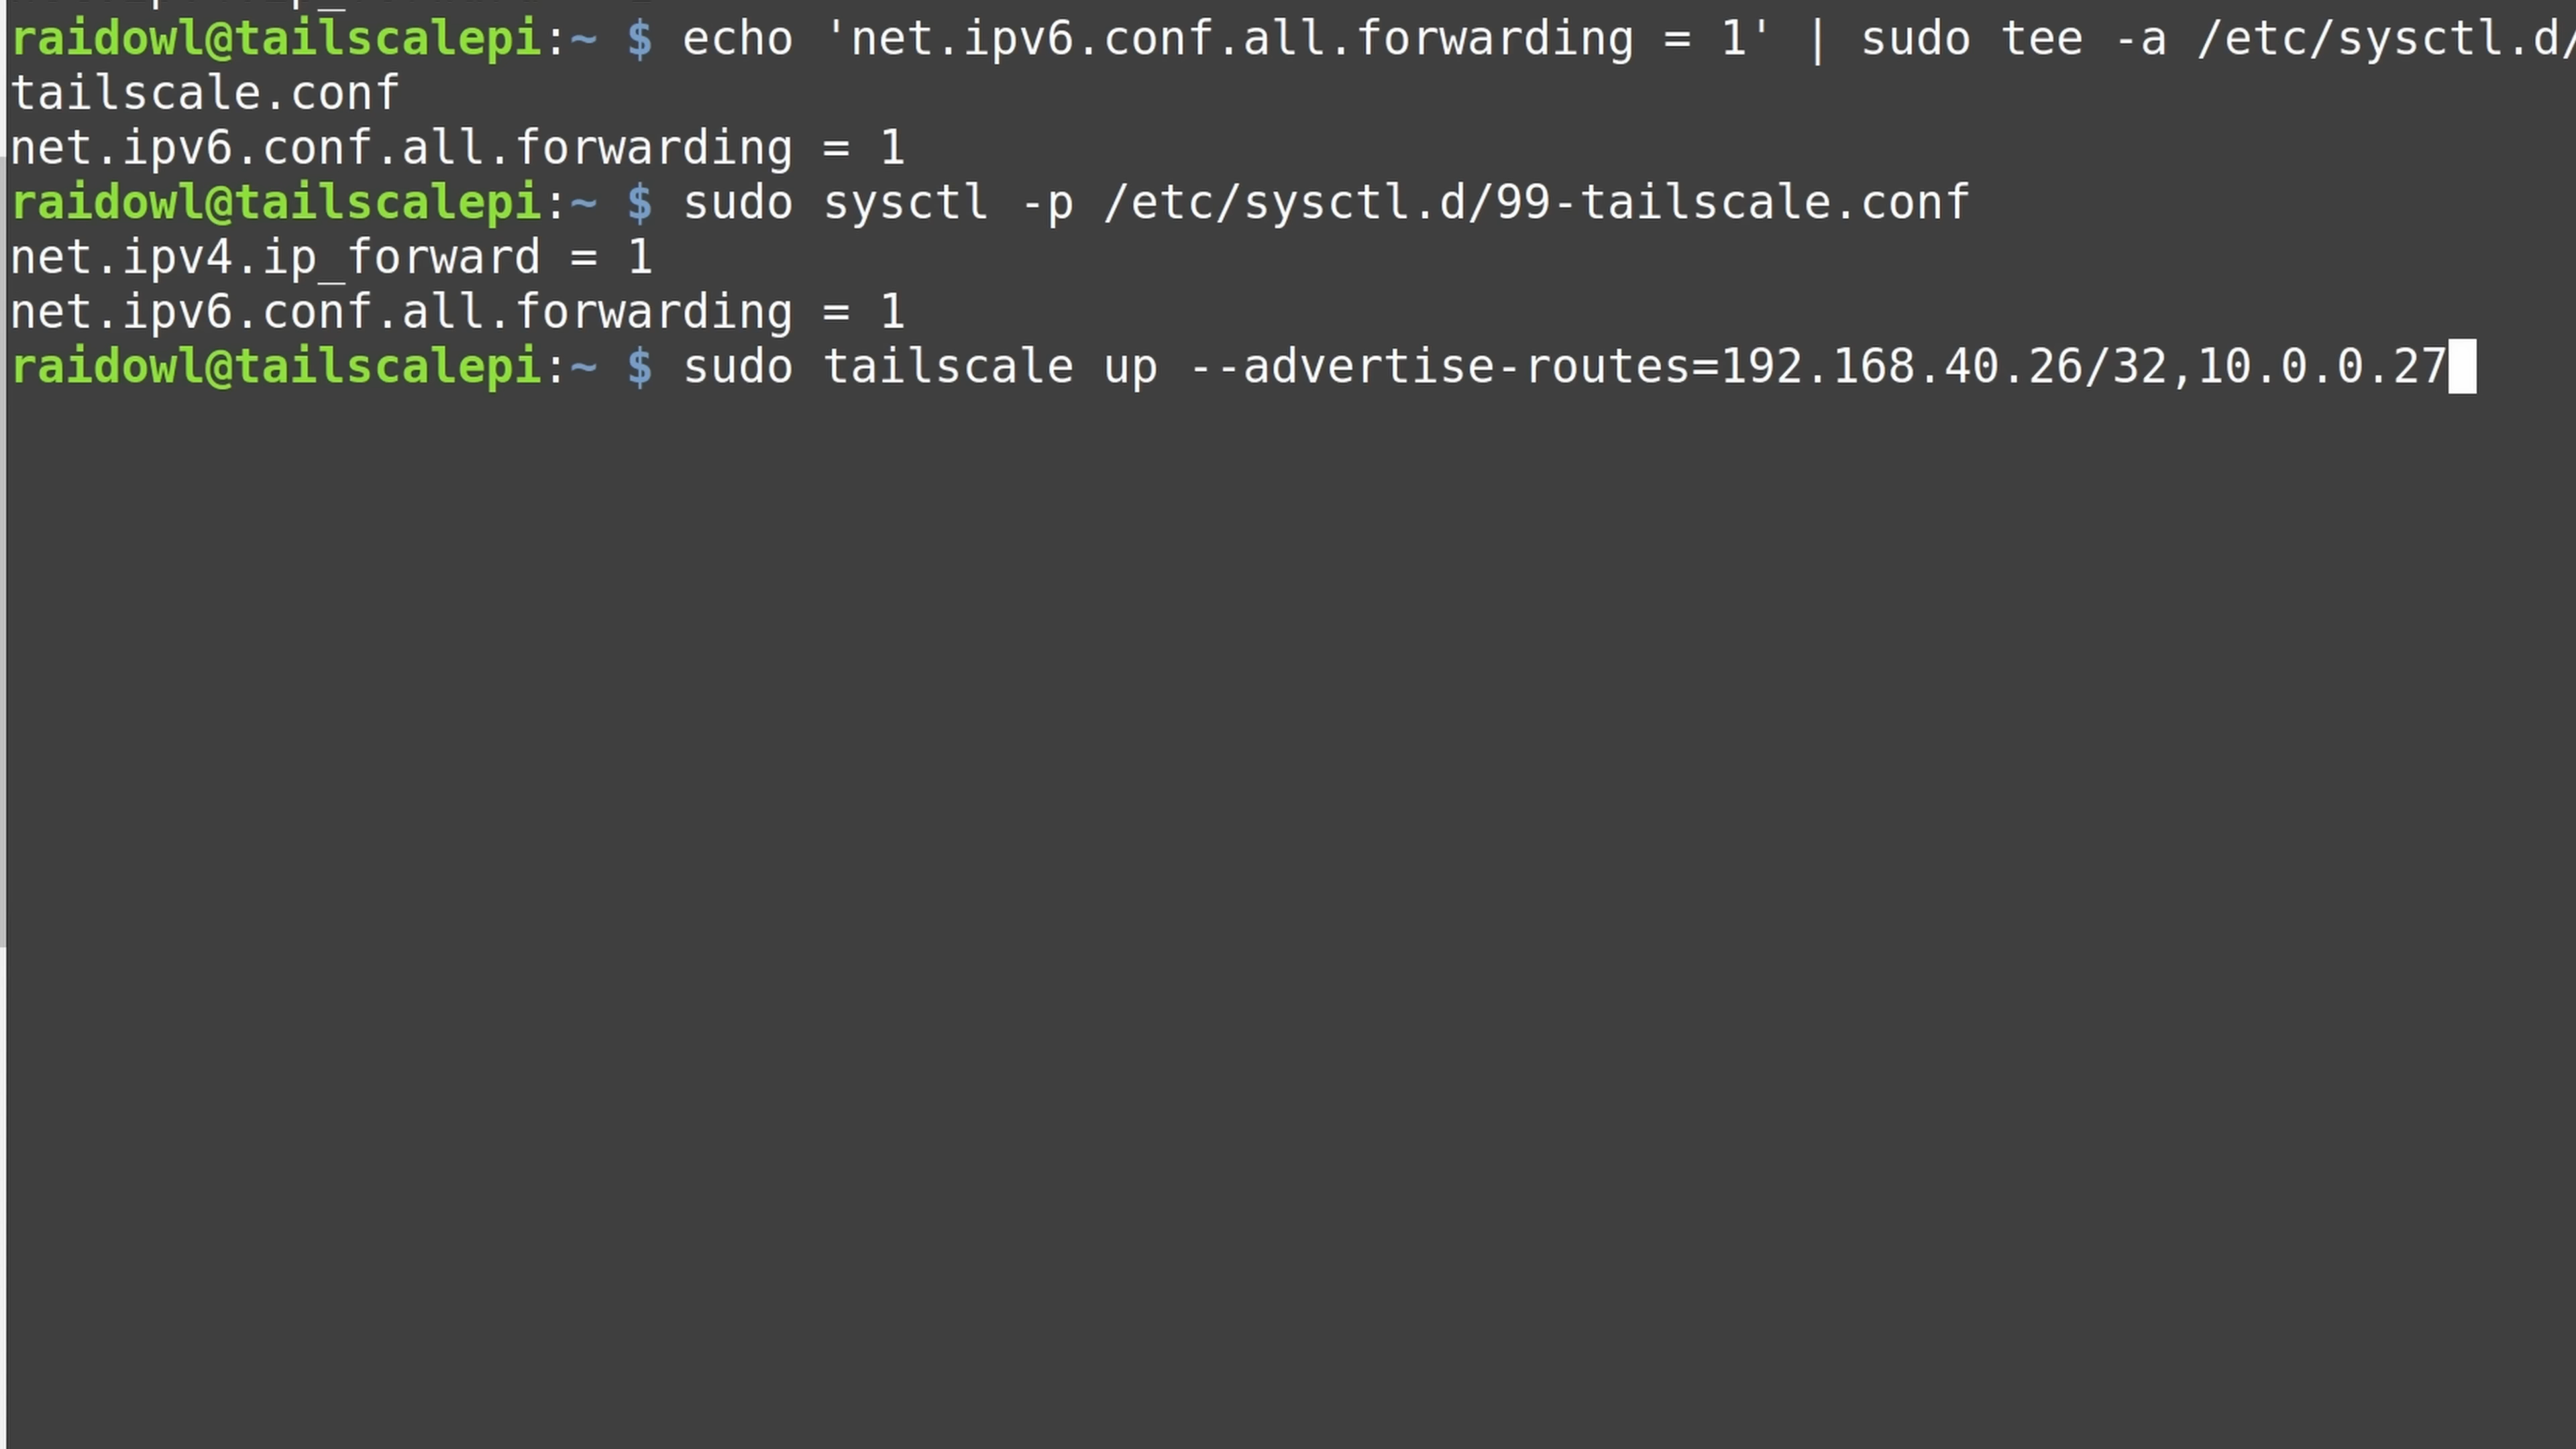 raidowl@tailscalepi:~ $ echo 'net.ipv6.conf.all.forwarding = 1' | sudo tee -a /etc/sysctl.d/
tailscale.conf
net.ipv6.conf.all.forwarding = 1
raidowl@tailscalepi:~ $ sudo sysctl -p /etc/sysctl.d/99-tailscale.conf
net.ipv4.ip_forward = 1
net.ipv6.conf.all.forwarding = 1
raidowl@tailscalepi:~ $ sudo tailscale up --advertise-routes=192.168.40.26/32,10.0.0.27